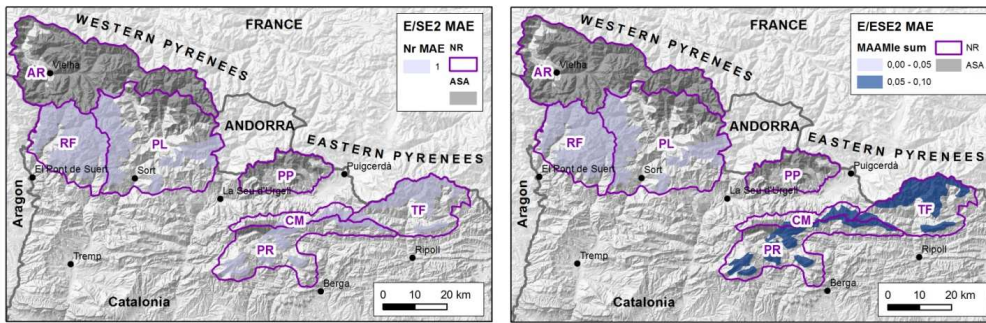 E/SE2 MAE
Nr MAE
NR
1
ASA
FRANCE
WESTERN PYRENEES
AR
Vielha
ANDORRA
EASTERN PYRENEES
RF
PL
El Pont de Suert
Sort
PP
Puigcerdà
La Seu d'Urgell
Aragon
CM
TF
PR
Ripoll
Tremp
Berga
Catalonia
0 10 20 km
E/ESE2 MAE
MAAMIe sum
NR
0,00 - 0,05
ASA
0,05 - 0,10
FRANCE
WESTERN PYRENEES
AR
Vielha
ANDORRA
EASTERN PYRENEES
RF
PL
El Pont de Suert
Sort
PP
Puigcerdà
La Seu d'Urgell
Aragon
CM
TF
PR
Ripoll
Tremp
Berga
Catalonia
0 10 20 km